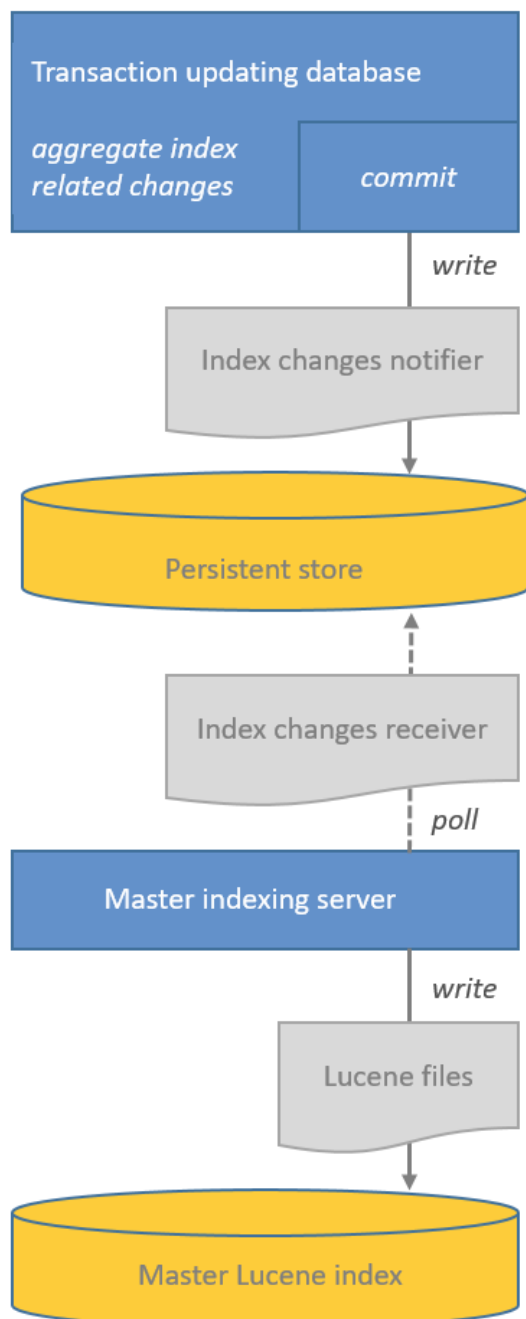 Transaction updating database
aggregate index
related changes
commit
write
Index changes notifier
Persistent store
Index changes receiver
poll
Master indexing server
write
Lucene files
Master Lucene index